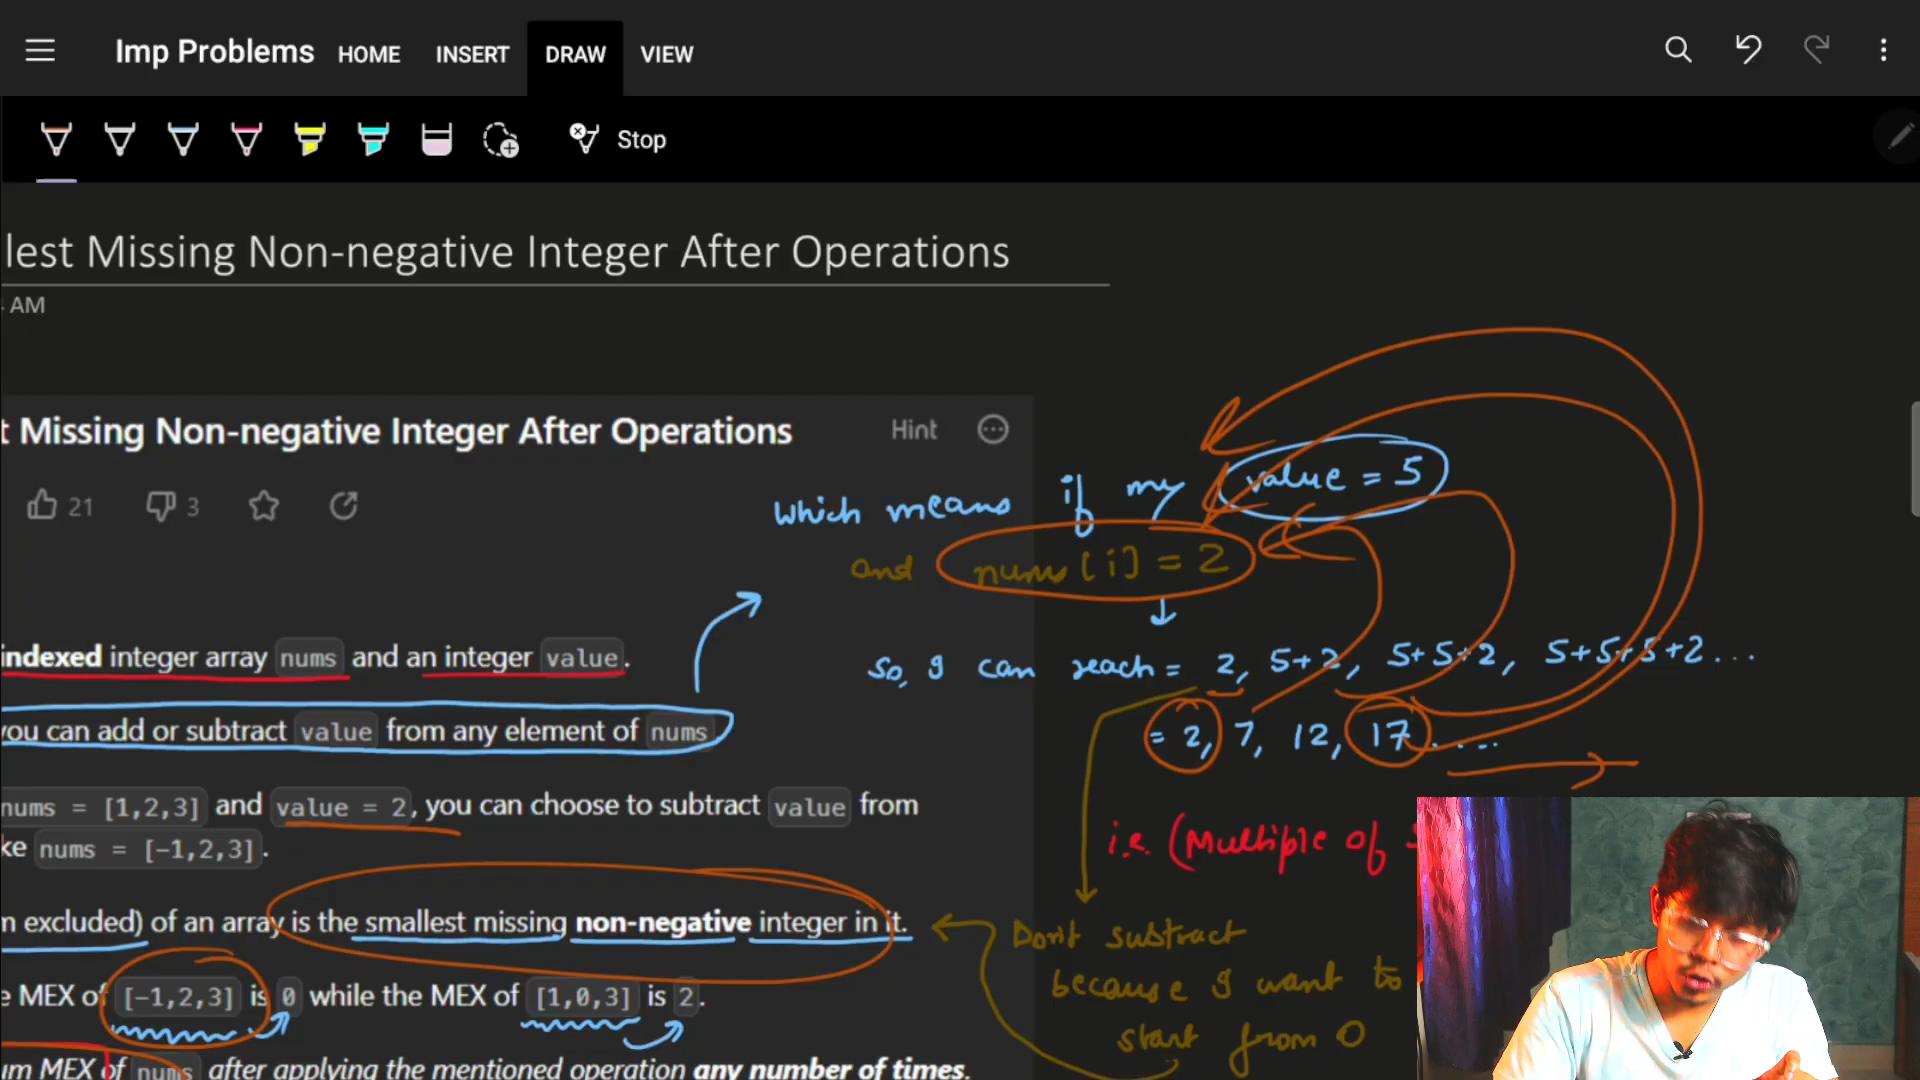 Imp Problems HOME INSERT DRAW VIEW
Stop
lest Missing Non-negative Integer After Operations
AM
t Missing Non-negative Integer After Operations Hint
21 3
which means if my value = 5
and nums[i] = 2
So, I can reach = 2, 5+2, 5+5+2, 5+5+5+2...
= 2, 7, 12, 17.....
indexed integer array nums and an integer value.
you can add or subtract value from any element of nums
nums = [1,2,3] and value = 2, you can choose to subtract value from
ke nums = [-1,2,3].
i.e. (Multiple of
m excluded) of an array is the smallest missing non-negative integer in it.
Don't subtract
because I want to
start from 0
e MEX of [-1,2,3] is 0 while the MEX of [1,0,3] is 2.
um MEX of nums after applying the mentioned operation any number of times.